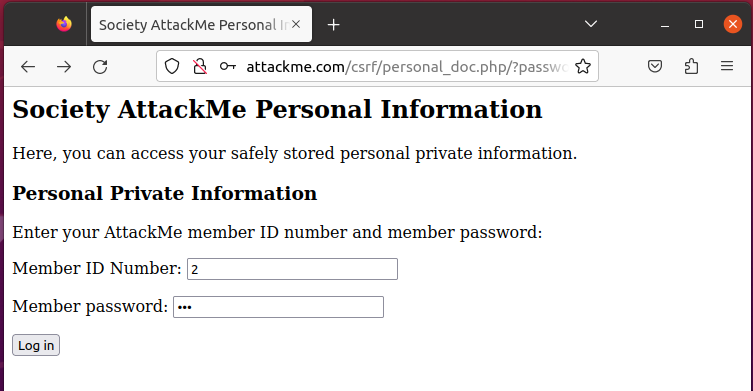 Society AttackMe Personal In
attackme.com/csrf/personal_doc.php/?passwo
Society AttackMe Personal Information
Here, you can access your safely stored personal private information.
Personal Private Information
Enter your AttackMe member ID number and member password:
Member ID Number: 2
Member password: •••
Log in